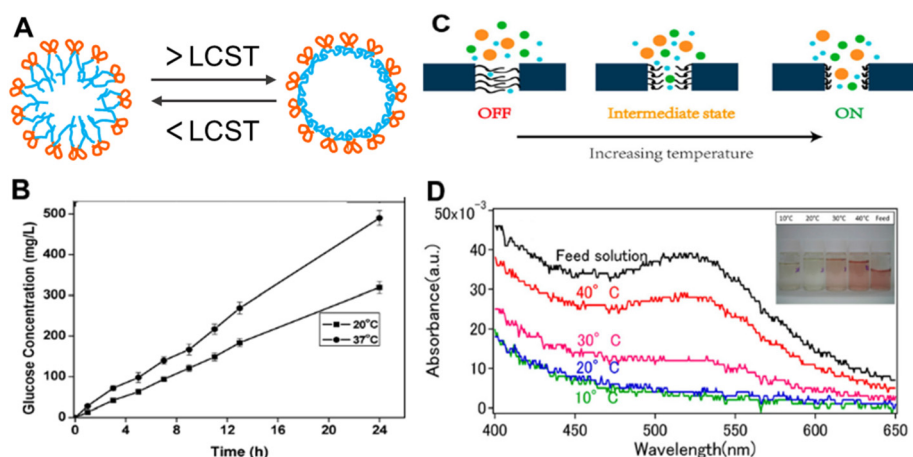 A
> LCST
< LCST
C
OFF
Intermediate state
ON
Increasing temperature
B
500
400
300
200
100
0
0
4
8
12
16
20
24
Glucose Concentration (mg/L)
Time (h)
20°C
37°C
D
50×10⁻³
40
30
20
10
0
Absorbance(a.u.)
Feed solution
40° C
30° C
20° C
10° C
10°C 20°C 30°C 40°C Feed
400
450
500
550
600
650
Wavelength(nm)